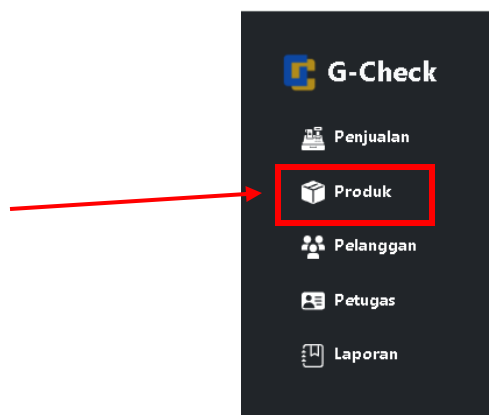 G-Check
Penjualan
Produk
Pelanggan
Petugas
Laporan